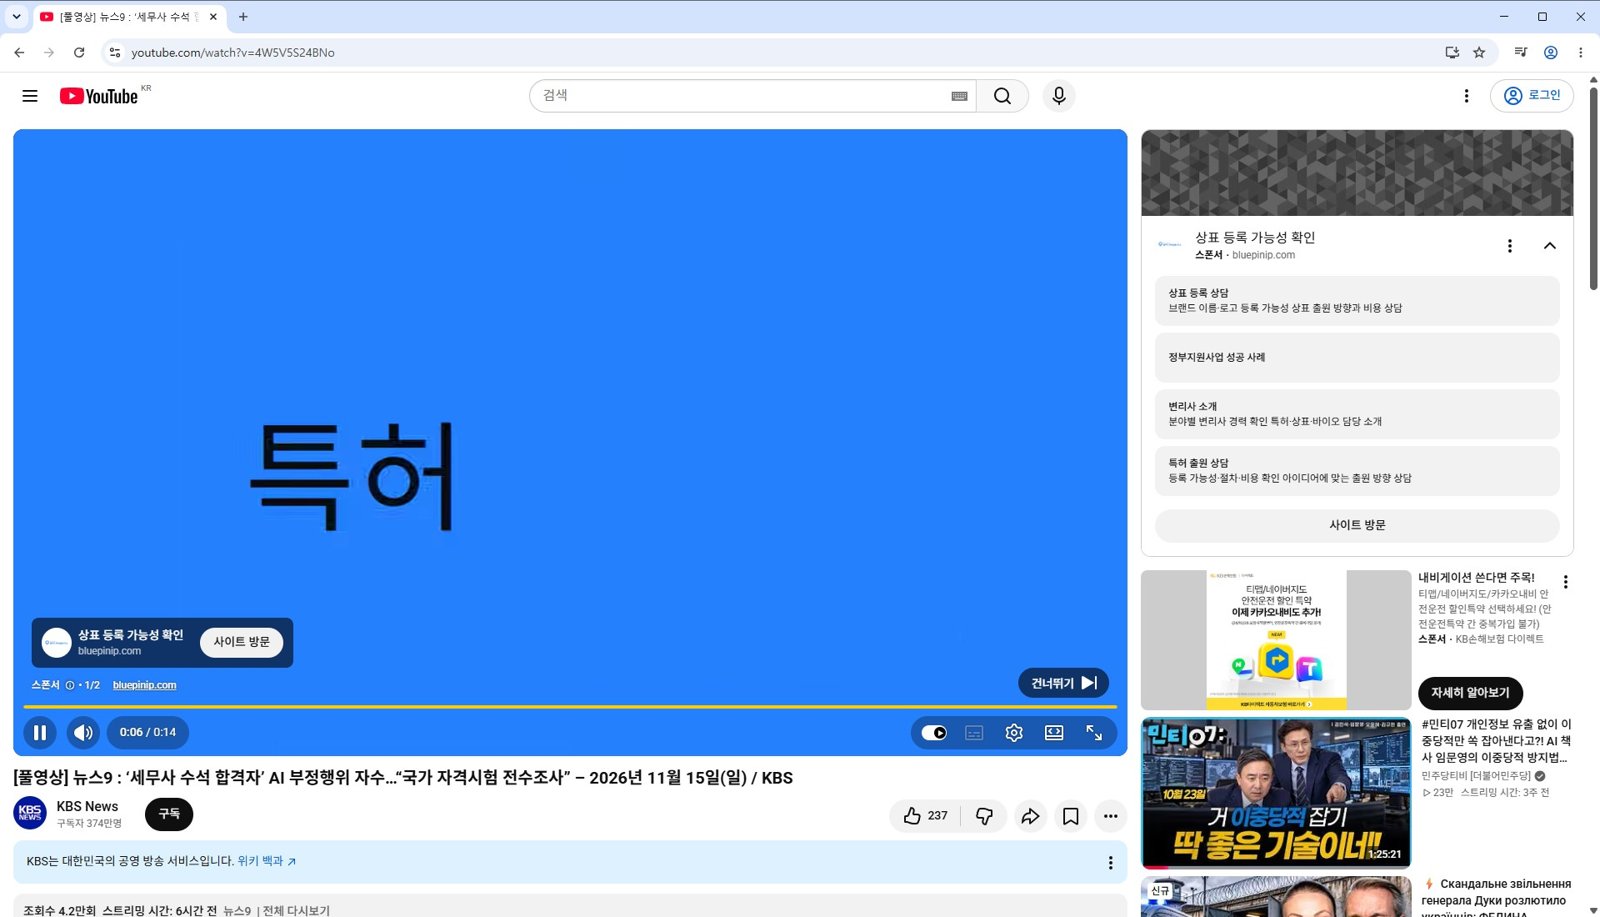 [풀영상] 뉴스9 : ‘세무사 수석 합
youtube.com/watch?v=4W5V5S24BNo
YouTube KR
검색
로그인
특허
상표 등록 가능성 확인
bluepinip.com
사이트 방문
스폰서 • 1/2 bluepinip.com
건너뛰기
0:06 / 0:14
[풀영상] 뉴스9 : ‘세무사 수석 합격자’ AI 부정행위 자수…“국가 자격시험 전수조사” – 2026년 11월 15일(일) / KBS
KBS NEWS
KBS News
구독자 374만명
구독
237
KBS는 대한민국의 공영 방송 서비스입니다. 위키 백과
조회수 4.2만회 스트리밍 시간: 6시간 전 뉴스9 | 전체 다시보기
상표 등록 가능성 확인
스폰서 · bluepinip.com
상표 등록 상담
브랜드 이름·로고 등록 가능성 상표 출원 방향과 비용 상담
정부지원사업 성공 사례
변리사 소개
분야별 변리사 경력 확인 특허·상표·바이오 담당 소개
특허 출원 상담
등록 가능성·절차·비용 확인 아이디어에 맞는 출원 방향 상담
사이트 방문
티맵/네이버지도
안전운전 할인 특약
이제 카카오내비도 추가!
NEW
T
내비게이션 쓴다면 주목!
티맵/네이버지도/카카오내비 안
전운전 할인특약 선택하세요! (안
전운전특약 간 중복가입 불가)
스폰서 · KB손해보험 다이렉트
자세히 알아보기
민티07:
10월 23일
거 이중당적 잡기
딱 좋은 기술이네!!
1:25:21
#민티07 개인정보 유출 없이 이
중당적만 쏙 잡아낸다고?! AI 책
사 임문영의 이중당적 방지법…
민주당티비 [더불어민주당]
23만 스트리밍 시간: 3주 전
신규
Скандальне звільнення
генерала Дуки розлютило
українців: ФЕДИНА